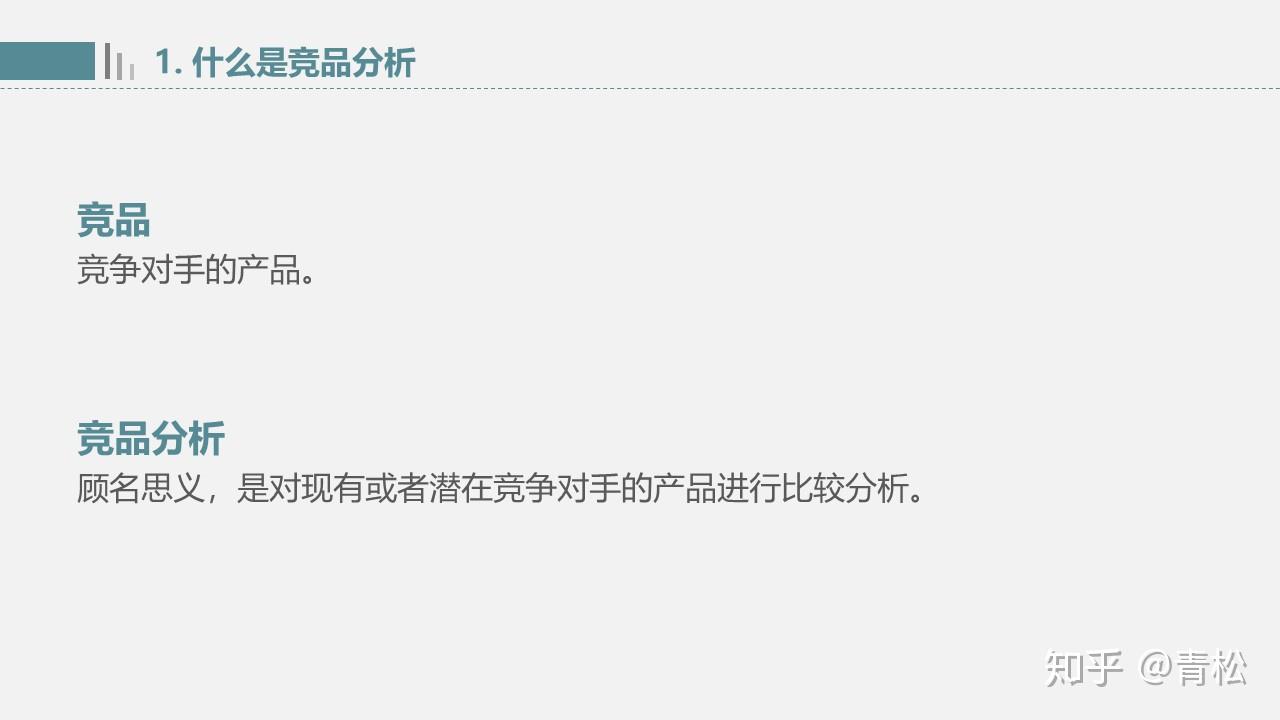 1. 什么是竞品分析
竞品
竞争对手的产品。
竞品分析
顾名思义，是对现有或者潜在竞争对手的产品进行比较分析。
知乎 @青松